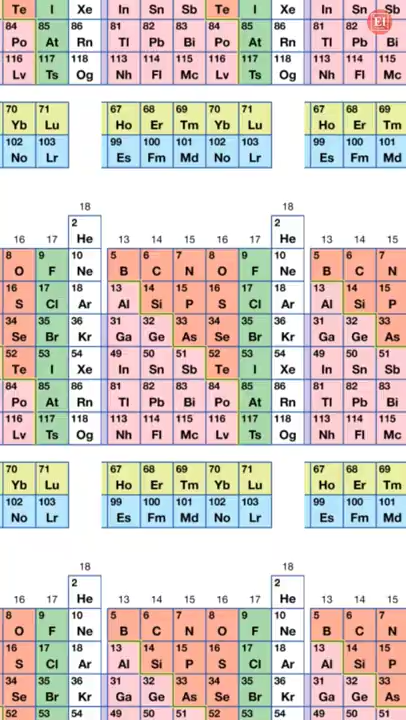 Te I Xe In Sn Sb Te I Xe In Sn Sb
84 85 86 81 82 83 84 85 86 81 82 83
Po At Rn Tl Pb Bi Po At Rn Tl Pb Bi
116 117 118 113 114 115 116 117 118 113 114 115
Lv Ts Og Nh Fl Mc Lv Ts Og Nh Fl Mc
70 71 67 68 69 70 71 67 68 69
Yb Lu Ho Er Tm Yb Lu Ho Er Tm
102 103 99 100 101 102 103 99 100 101
No Lr Es Fm Md No Lr Es Fm Md
18 18
2 2
He He
16 17 13 14 15 16 17 13 14 15
8 9 10 5 6 7 8 9 10 5 6 7
O F Ne B C N O F Ne B C N
16 17 18 13 14 15 16 17 18 13 14 15
S Cl Ar Al Si P S Cl Ar Al Si P
34 35 36 31 32 33 34 35 36 31 32 33
Se Br Kr Ga Ge As Se Br Kr Ga Ge As
52 53 54 49 50 51 52 53 54 49 50 51
Te I Xe In Sn Sb Te I Xe In Sn Sb
84 85 86 81 82 83 84 85 86 81 82 83
Po At Rn Tl Pb Bi Po At Rn Tl Pb Bi
116 117 118 113 114 115 116 117 118 113 114 115
Lv Ts Og Nh Fl Mc Lv Ts Og Nh Fl Mc
70 71 67 68 69 70 71 67 68 69
Yb Lu Ho Er Tm Yb Lu Ho Er Tm
102 103 99 100 101 102 103 99 100 101
No Lr Es Fm Md No Lr Es Fm Md
18 18
2 2
He He
16 17 13 14 15 16 17 13 14 15
8 9 10 5 6 7 8 9 10 5 6 7
O F Ne B C N O F Ne B C N
16 17 18 13 14 15 16 17 18 13 14 15
S Cl Ar Al Si P S Cl Ar Al Si P
34 35 36 31 32 33 34 35 36 31 32 33
Se Br Kr Ga Ge As Se Br Kr Ga Ge As
52 53 54 49 50 51 52 53 54 49 50 51